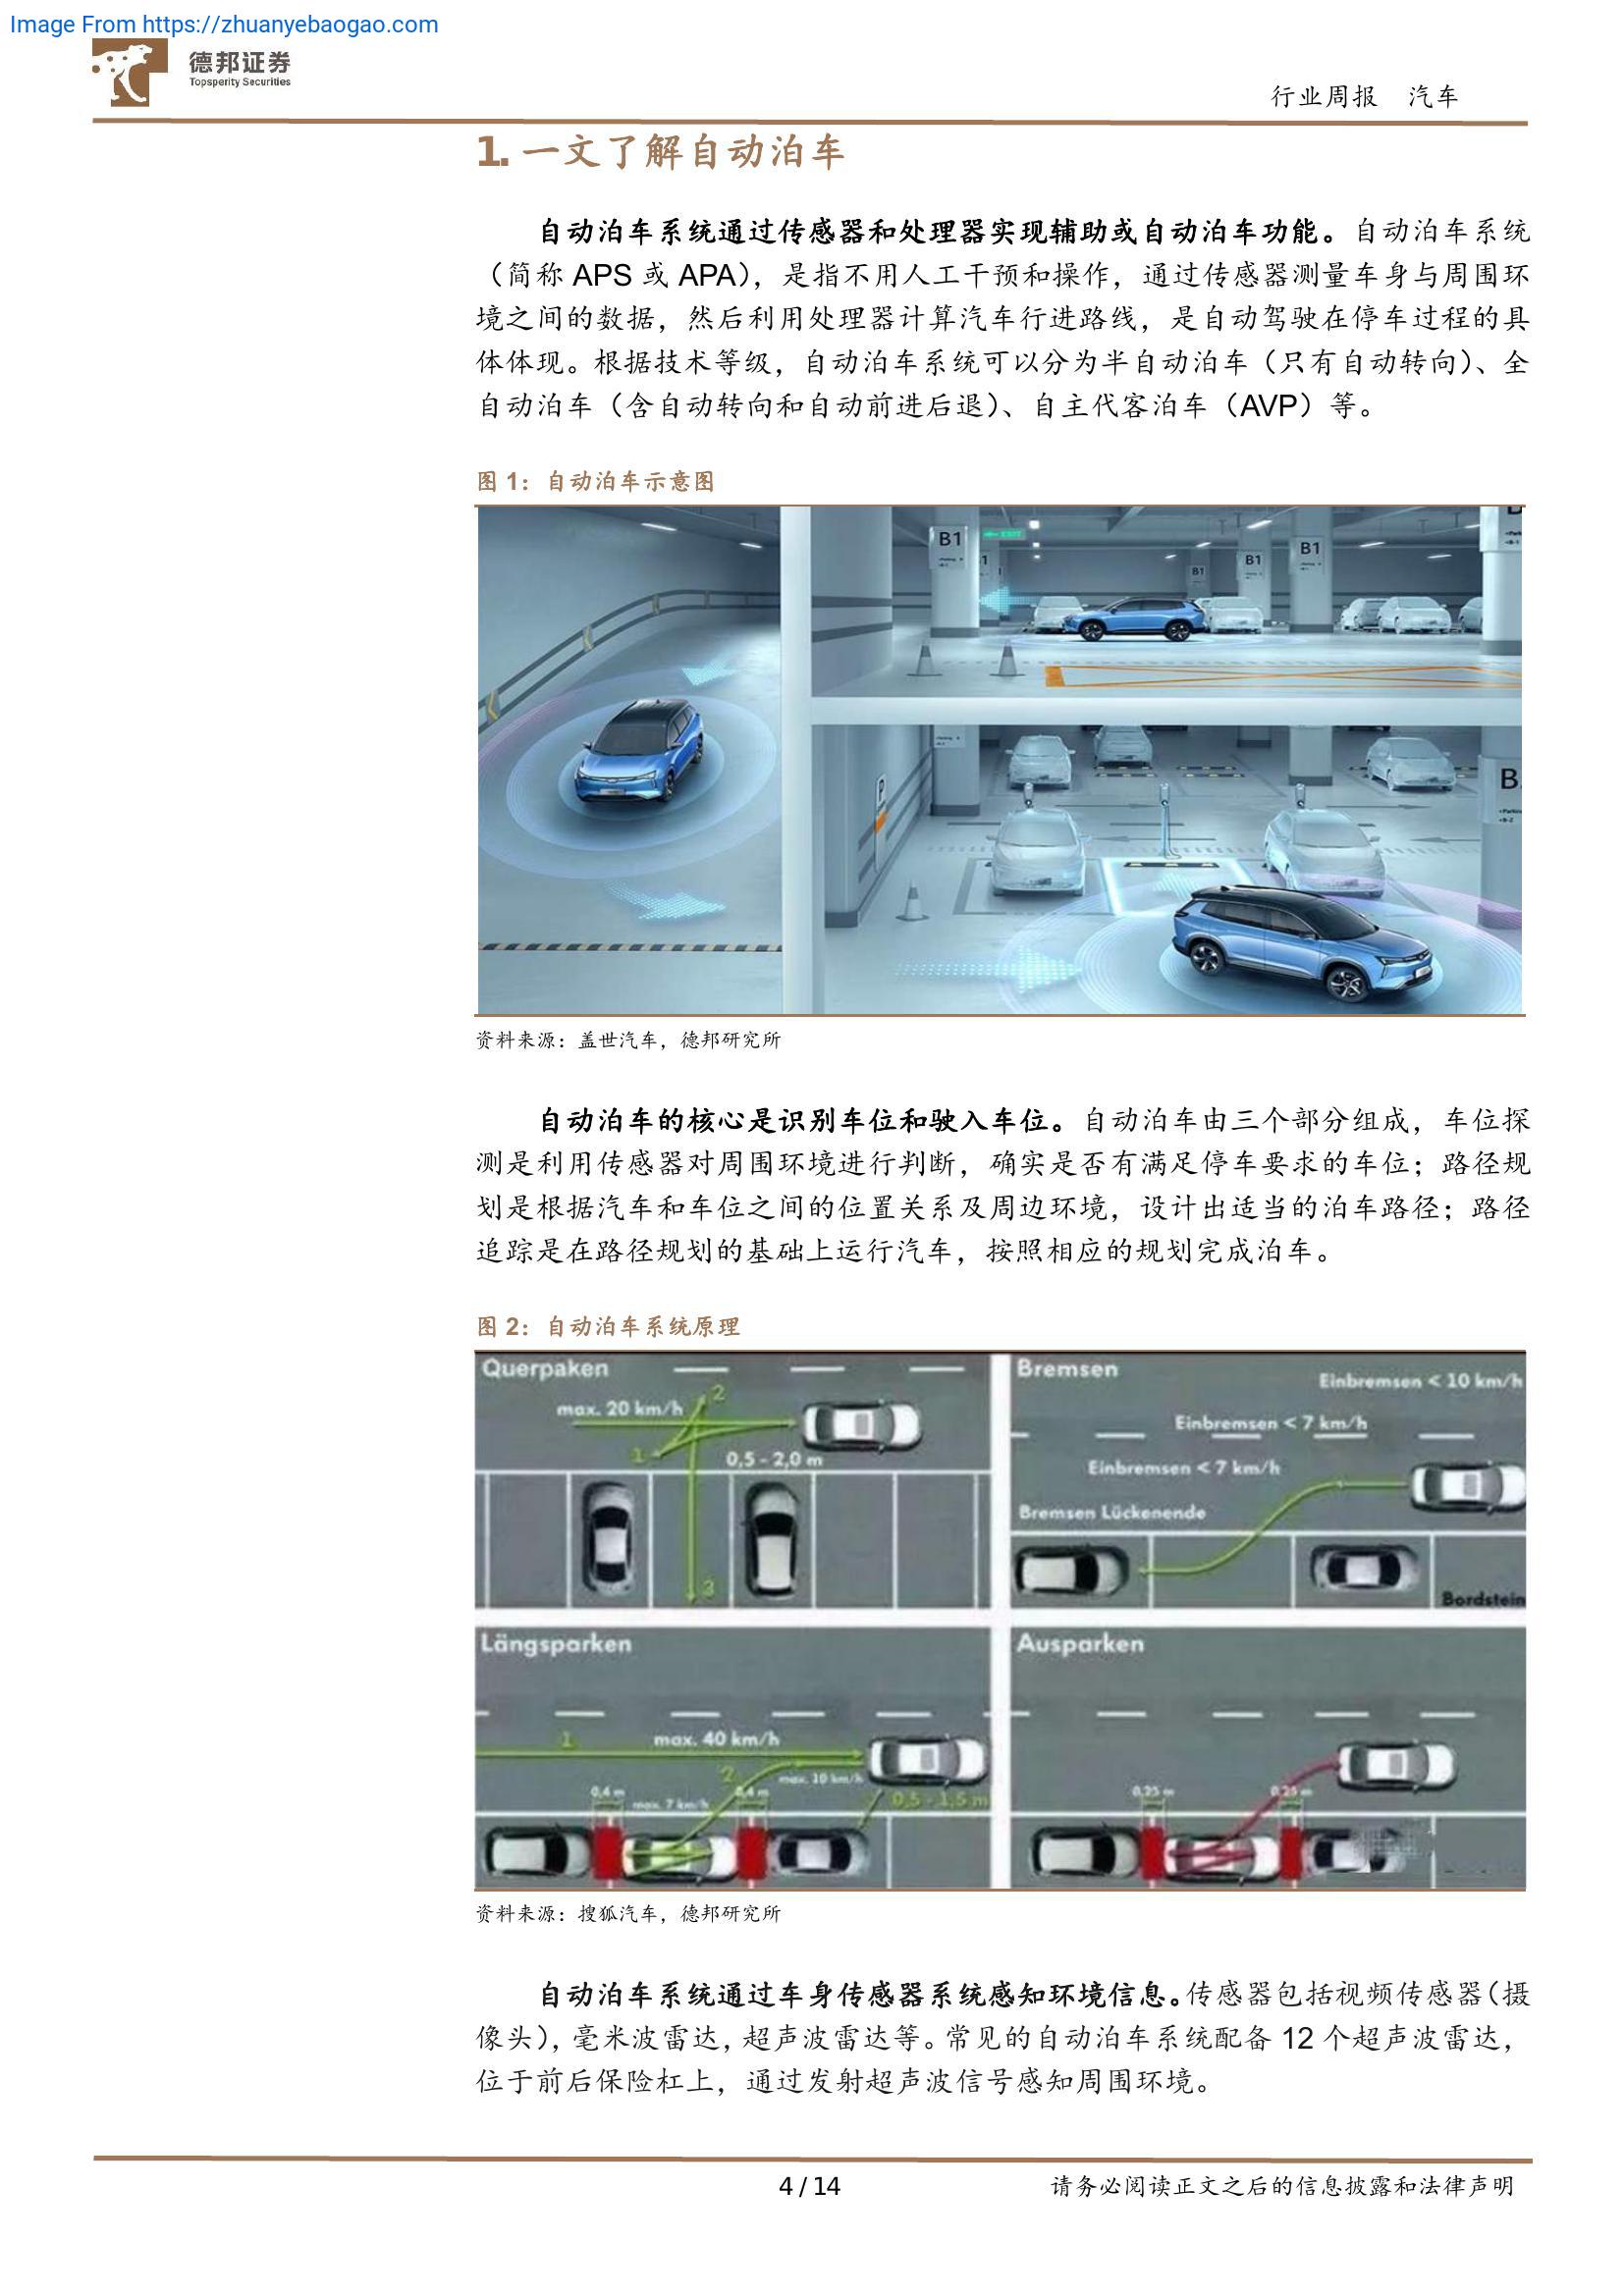 Image From https://zhuanyebaogao.com
德邦证券
Topsperity Securities
行业周报 汽车
1. 一文了解自动泊车
自动泊车系统通过传感器和处理器实现辅助或自动泊车功能。自动泊车系统
（简称 APS 或 APA），是指不用人工干预和操作，通过传感器测量车身与周围环
境之间的数据，然后利用处理器计算汽车行进路线，是自动驾驶在停车过程的具
体体现。根据技术等级，自动泊车系统可以分为半自动泊车（只有自动转向）、全
自动泊车（含自动转向和自动前进后退）、自主代客泊车（AVP）等。
图 1：自动泊车示意图
B1
EXIT
B1
B1
B1
B
P
资料来源：盖世汽车，德邦研究所
自动泊车的核心是识别车位和驶入车位。自动泊车由三个部分组成，车位探
测是利用传感器对周围环境进行判断，确实是否有满足停车要求的车位；路径规
划是根据汽车和车位之间的位置关系及周边环境，设计出适当的泊车路径；路径
追踪是在路径规划的基础上运行汽车，按照相应的规划完成泊车。
图 2：自动泊车系统原理
Querpaken
max. 20 km/h
2
1
0,5 - 2,0 m
3
Bremsen
Einbremsen < 10 km/h
Einbremsen < 7 km/h
Einbremsen < 7 km/h
Bremsen Lückenende
Bordstein
Längsparken
1
max. 40 km/h
2
max. 10 km/h
0,4 m
max. 7 km/h
0,4 m
0,5 - 1,5 m
Ausparken
0,25 m
0,25 m
资料来源：搜狐汽车，德邦研究所
自动泊车系统通过车身传感器系统感知环境信息。传感器包括视频传感器（摄
像头），毫米波雷达，超声波雷达等。常见的自动泊车系统配备 12 个超声波雷达，
位于前后保险杠上，通过发射超声波信号感知周围环境。
4 / 14
请务必阅读正文之后的信息披露和法律声明